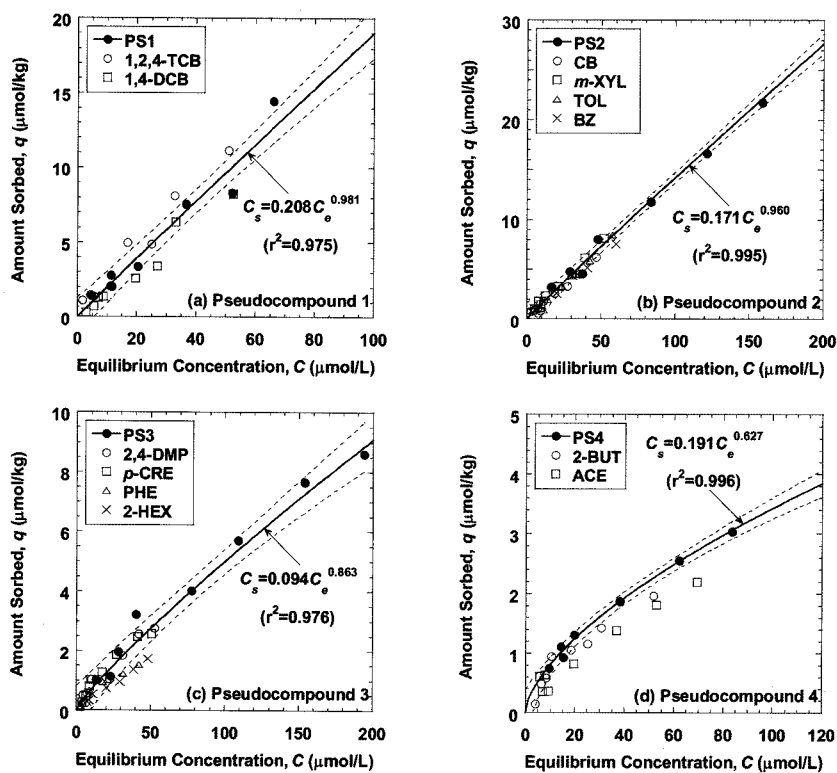 20
15
10
5
0
0 20 40 60 80 100
Amount Sorbed, q (μmol/kg)
PS1
1,2,4-TCB
1,4-DCB
C_s=0.208C_e^0.981
(r²=0.975)
(a) Pseudocompound 1
Equilibrium Concentration, C (μmol/L)
30
20
10
0
0 50 100 150 200
Amount Sorbed, q (μmol/kg)
PS2
CB
m-XYL
TOL
BZ
C_s=0.171C_e^0.960
(r²=0.995)
(b) Pseudocompound 2
Equilibrium Concentration, C (μmol/L)
10
8
6
4
2
0
0 50 100 150 200
Amount Sorbed, q (μmol/kg)
PS3
2,4-DMP
p-CRE
PHE
2-HEX
C_s=0.094C_e^0.863
(r²=0.976)
(c) Pseudocompound 3
Equilibrium Concentration, C (μmol/L)
5
4
3
2
1
0
0 20 40 60 80 100 120
Amount Sorbed, q (μmol/kg)
PS4
2-BUT
ACE
C_s=0.191C_e^0.627
(r²=0.996)
(d) Pseudocompound 4
Equilibrium Concentration, C (μmol/L)